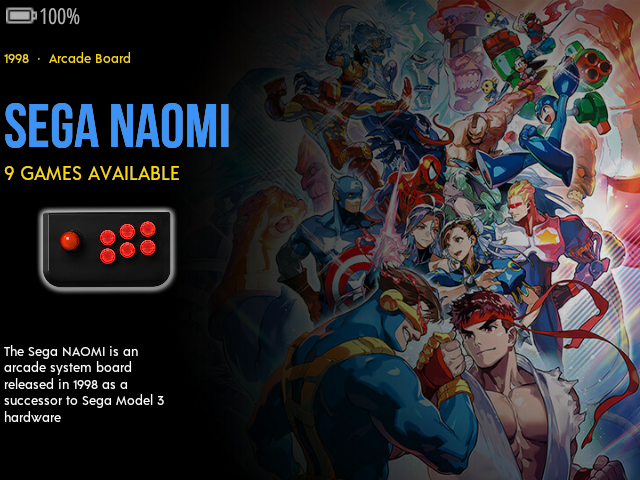 100%
1998 · Arcade Board
SEGA NAOMI
9 GAMES AVAILABLE
The Sega NAOMI is an
arcade system board
released in 1998 as a
successor to Sega Model 3
hardware